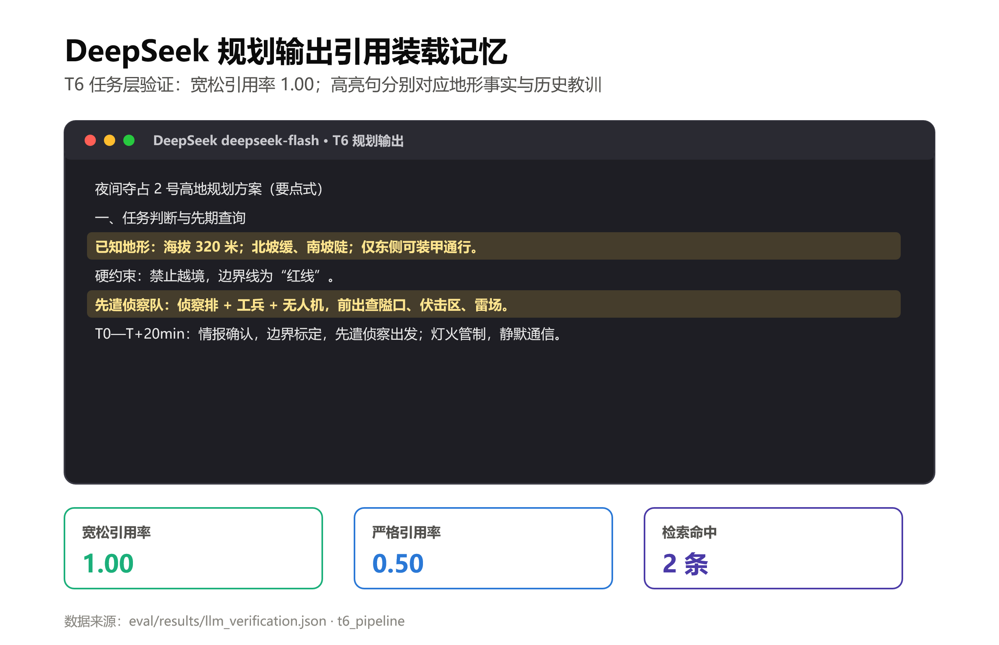 DeepSeek 规划输出引用装载记忆
T6 任务层验证：宽松引用率 1.00；高亮句分别对应地形事实与历史教训
DeepSeek deepseek-flash • T6 规划输出
夜间夺占 2 号高地规划方案（要点式）
一、任务判断与先期查询
已知地形：海拔 320 米；北坡缓、南坡陡；仅东侧可装甲通行。
硬约束：禁止越境，边界线为“红线”。
先遣侦察队：侦察排 + 工兵 + 无人机，前出查隘口、伏击区、雷场。
T0—T+20min：情报确认，边界标定，先遣侦察出发；灯火管制，静默通信。
宽松引用率
1.00
严格引用率
0.50
检索命中
2 条
数据来源：eval/results/llm_verification.json · t6_pipeline